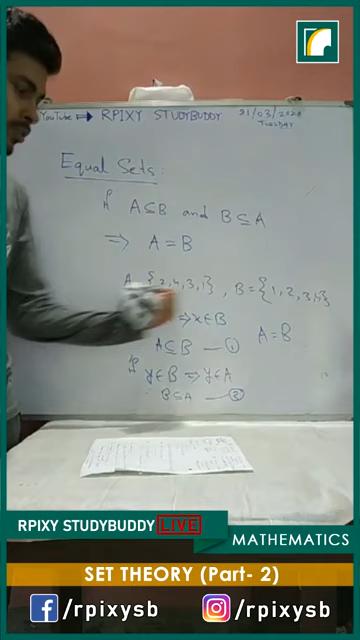 YouTube ⇒ RPIXY STUDYBUDDY
31/03/2020
TUESDAY
Equal Sets:
If A⊆B and B⊆A
⇒ A = B
A = {2,4,3,1}, B = {1,2,3,4}
⇒ x∈B
A = B
A⊆B — ①
If y∈B ⇒ y∈A
B⊆A — ②
RPIXY STUDYBUDDY LIVE
MATHEMATICS
SET THEORY (Part- 2)
/rpixysb /rpixysb